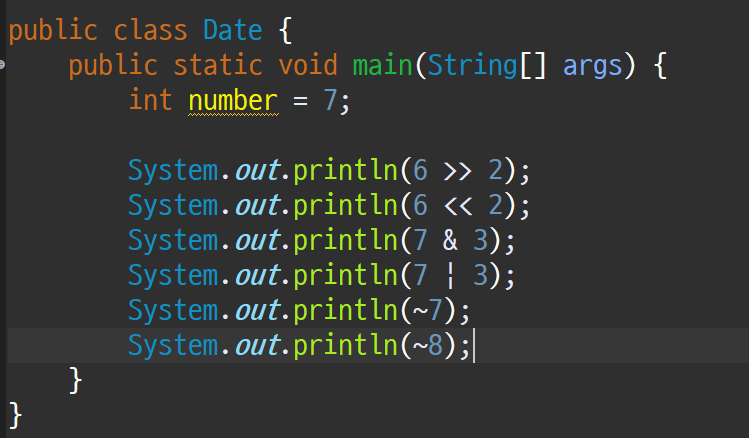 public class Date {
    public static void main(String[] args) {
        int number = 7;

        System.out.println(6 >> 2);
        System.out.println(6 << 2);
        System.out.println(7 & 3);
        System.out.println(7 ¦ 3);
        System.out.println(~7);
        System.out.println(~8);
    }
}